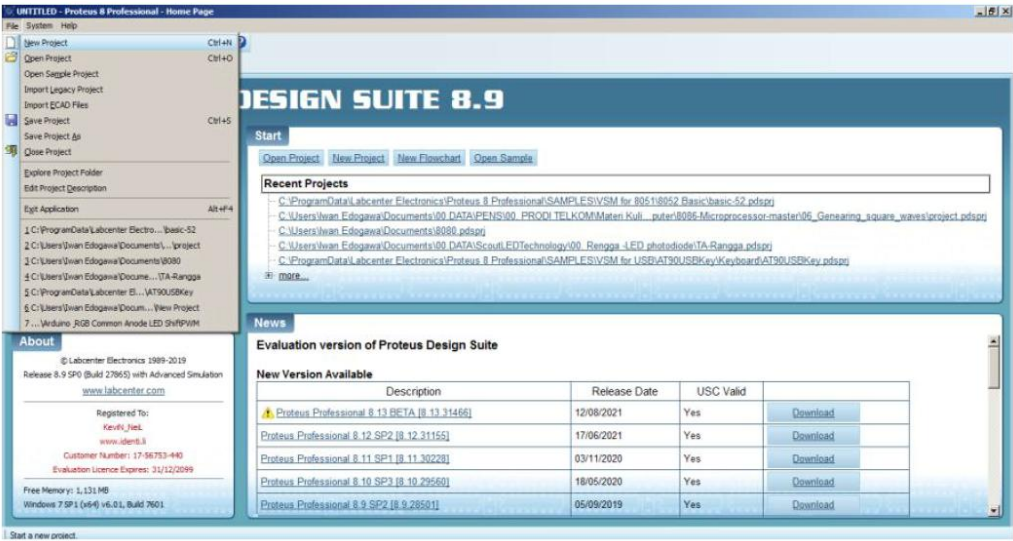 UNTITLED - Proteus 8 Professional - Home Page
File System Help
New Project Ctrl+N
Open Project Ctrl+O
Open Sample Project
Import Legacy Project
Import ECAD Files
Save Project Ctrl+S
Save Project As
Close Project
Explore Project Folder
Edit Project Description
Exit Application Alt+F4
1 C:\ProgramData\Labcenter Electro...\basic-52
2 C:\Users\Iwan Edogawa\Documents\...\project
3 C:\Users\Iwan Edogawa\Documents\8080
4 C:\Users\Iwan Edogawa\Docume...\TA-Rangga
5 C:\ProgramData\Labcenter El...\AT90USBKey
6 C:\Users\Iwan Edogawa\Docum...\New Project
7 ...\Arduino_RGB Common Anode LED ShiftPWM
DESIGN SUITE 8.9
Start
Open Project New Project New Flowchart Open Sample
Recent Projects
C:\ProgramData\Labcenter Electronics\Proteus 8 Professional\SAMPLES\VSM for 8051\8052 Basic\basic-52.pdsprj
C:\Users\Iwan Edogawa\Documents\00.DATA\PENS\00. PRODI TELKOM\Materi Kuli...puter\8086-Microprocessor-master\06_Genearing_square_waves\project.pdsprj
C:\Users\Iwan Edogawa\Documents\8080.pdsprj
C:\Users\Iwan Edogawa\Documents\00.DATA\ScoutLEDTechnology\00. Rengga -LED photodiode\TA-Rangga.pdsprj
C:\ProgramData\Labcenter Electronics\Proteus 8 Professional\SAMPLES\VSM for USB\AT90USBKey\Keyboard\AT90USBKey.pdsprj
more...
About
© Labcenter Electronics 1989-2019
Release 8.9 SP0 (Build 27865) with Advanced Simulation
www.labcenter.com
Registered To:
KeviN_NeiL
www.identi.li
Customer Number: 17-56753-440
Evaluation Licence Expires: 31/12/2099
Free Memory: 1,131 MB
Windows 7 SP1 (x64) v6.01, Build 7601
News
Evaluation version of Proteus Design Suite
New Version Available
Description Release Date USC Valid
Proteus Professional 8.13 BETA [8.13.31466] 12/08/2021 Yes Download
Proteus Professional 8.12 SP2 [8.12.31155] 17/06/2021 Yes Download
Proteus Professional 8.11 SP1 [8.11.30228] 03/11/2020 Yes Download
Proteus Professional 8.10 SP3 [8.10.29560] 18/05/2020 Yes Download
Proteus Professional 8.9 SP2 [8.9.28501] 05/09/2019 Yes Download
Start a new project.